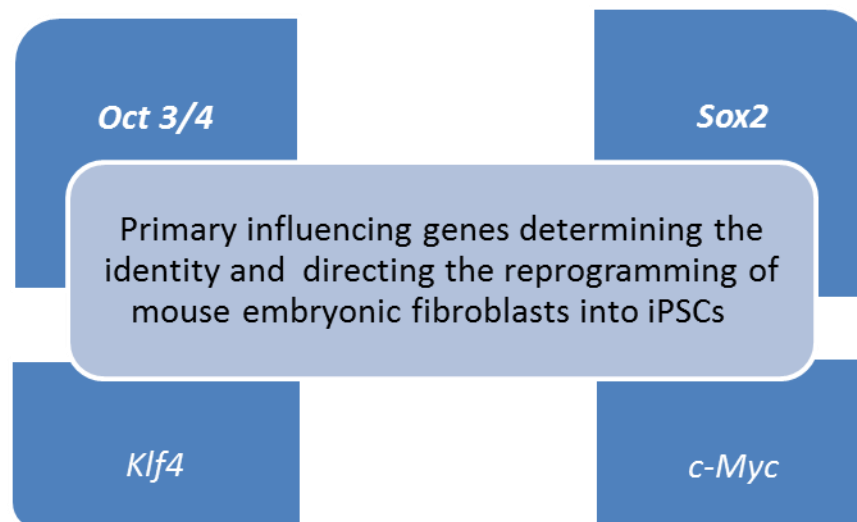 Oct 3/4
Sox2
Primary influencing genes determining the
identity and directing the reprogramming of
mouse embryonic fibroblasts into iPSCs
Klf4
c-Myc